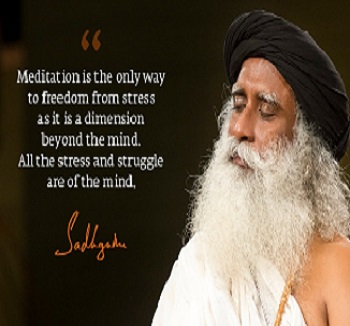 “
Meditation is the only way
to freedom from stress
as it is a dimension
beyond the mind.
All the stress and struggle
are of the mind,
Sadhguru